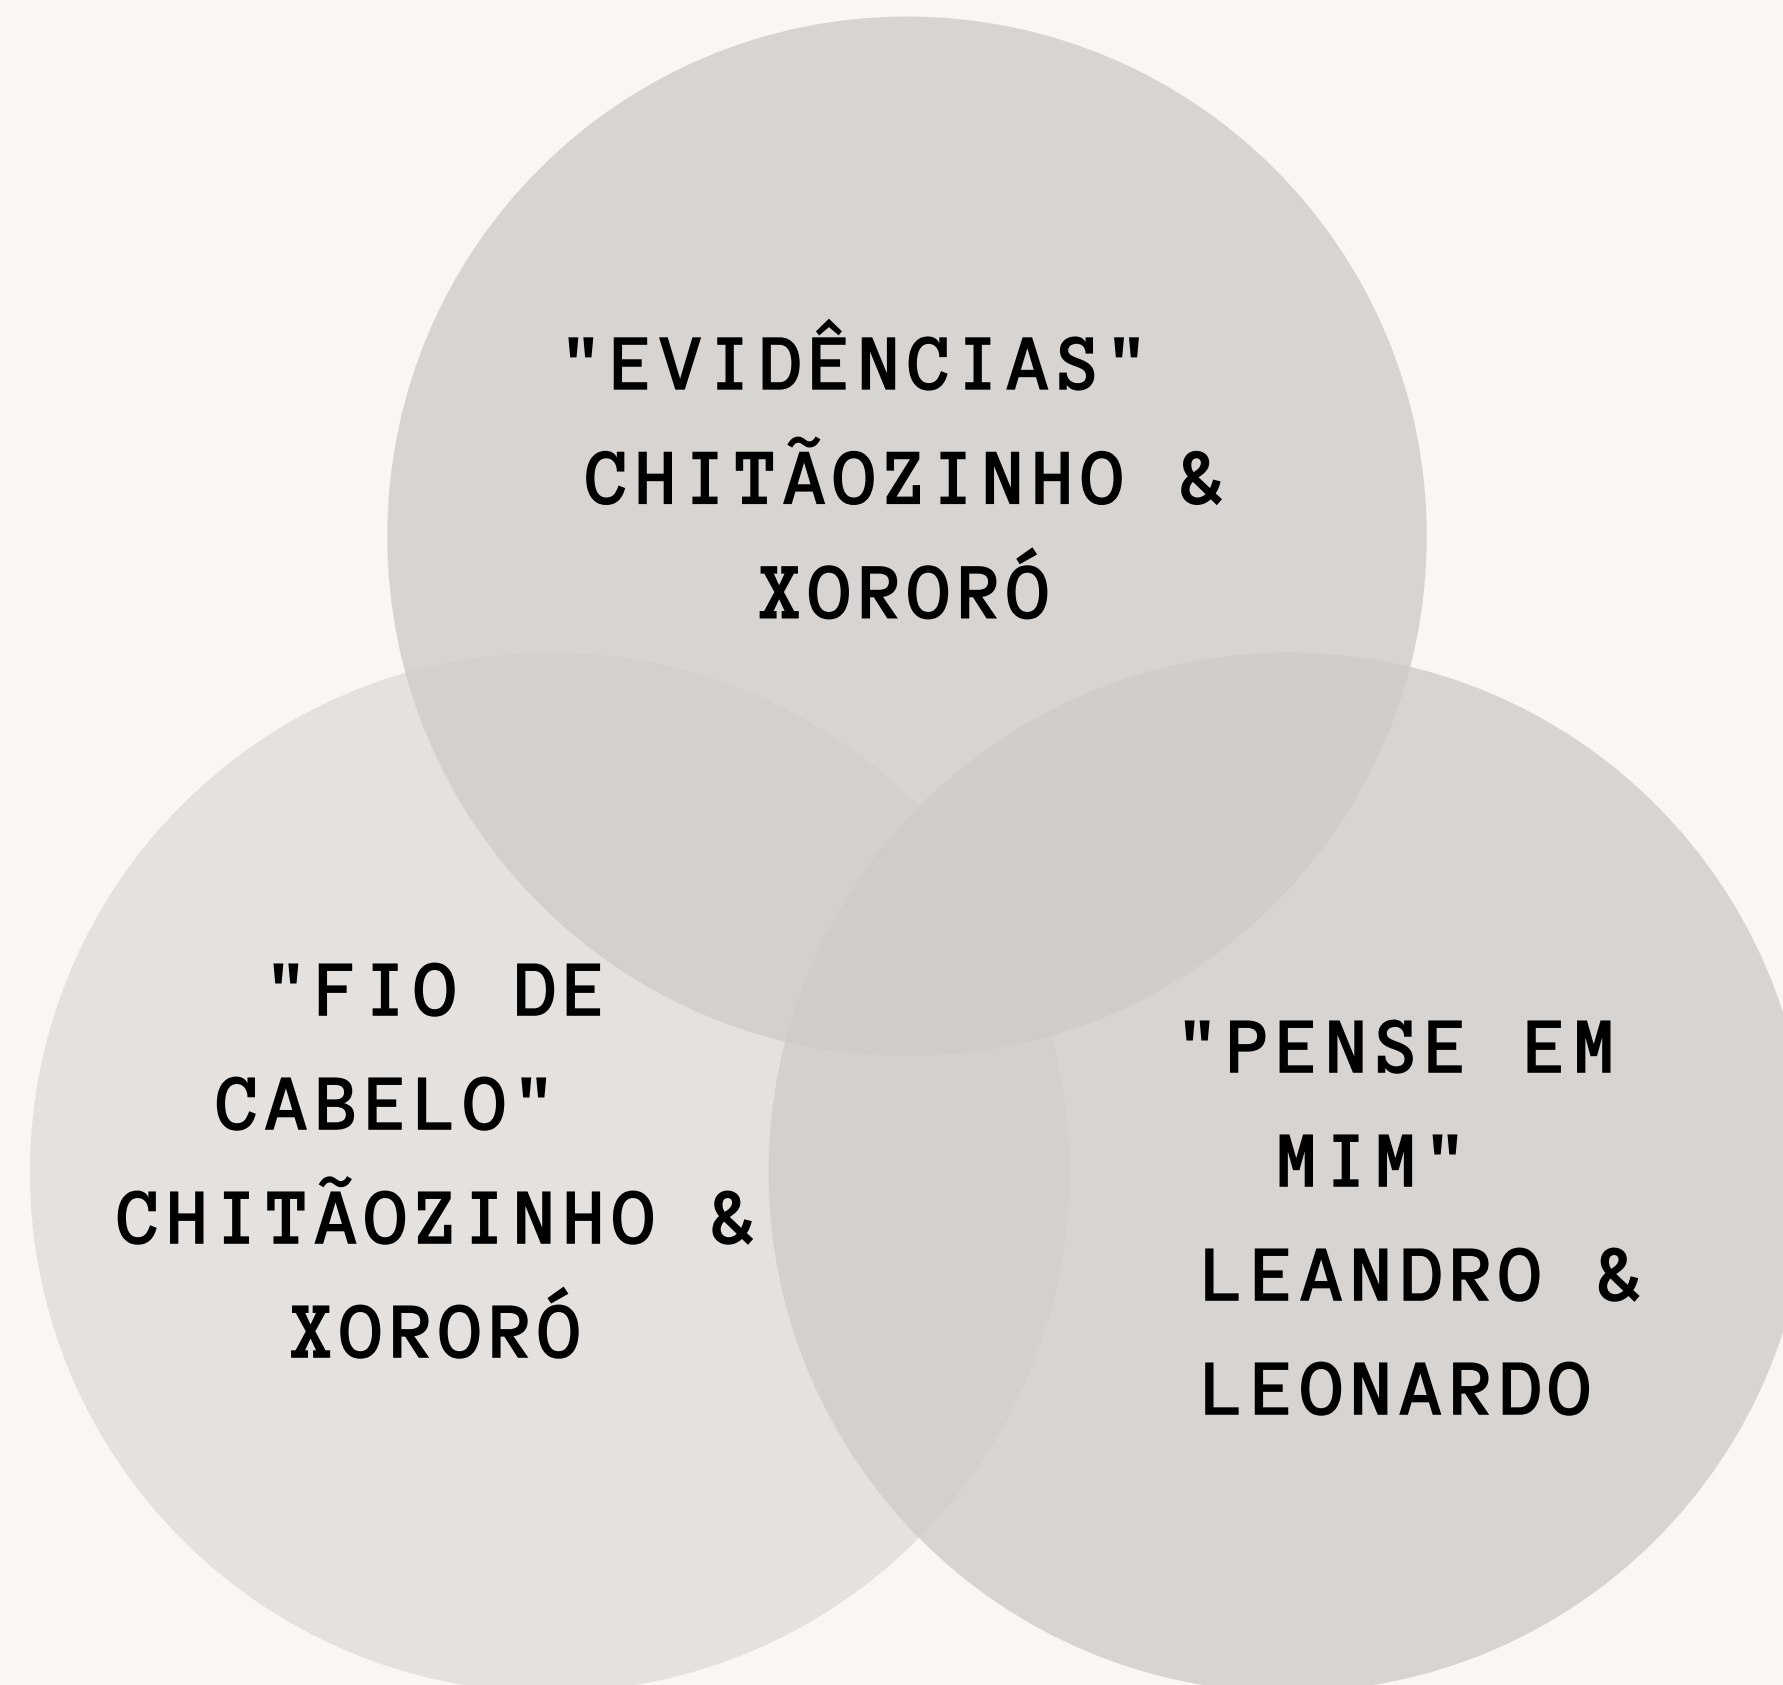 "EVIDÊNCIAS"
CHITÃOZINHO &
XORORÓ
"FIO DE
CABELO"
CHITÃOZINHO &
XORORÓ
"PENSE EM
MIM"
LEANDRO &
LEONARDO